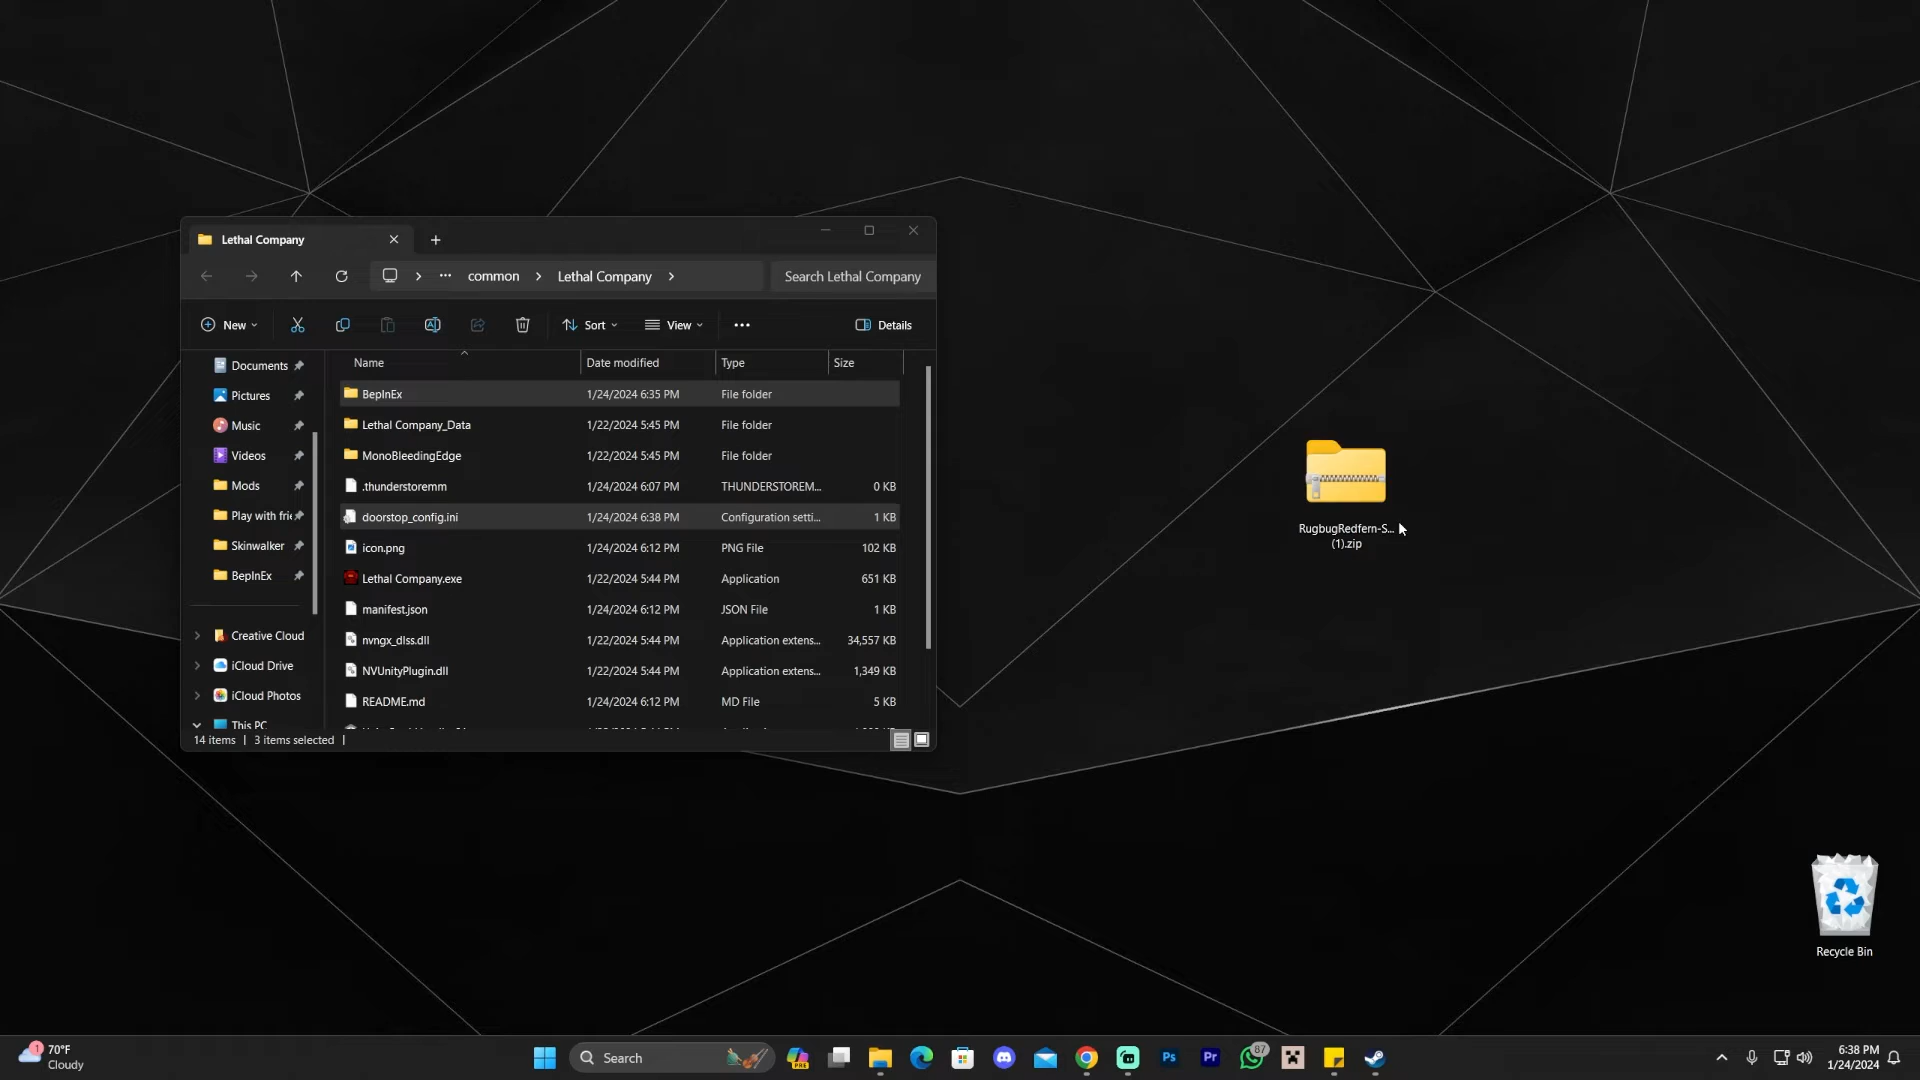 Lethal Company
common
Lethal Company
Search Lethal Company
New
Sort
View
Details
Name
Date modified
Type
Size
Documents
Pictures
Music
Videos
Mods
Play with frie
Skinwalker
BepInEx
Creative Cloud
iCloud Drive
iCloud Photos
This PC
BepInEx 1/24/2024 6:35 PM File folder
Lethal Company_Data 1/22/2024 5:45 PM File folder
MonoBleedingEdge 1/22/2024 5:45 PM File folder
.thunderstoremm 1/24/2024 6:07 PM THUNDERSTOREM... 0 KB
doorstop_config.ini 1/24/2024 6:38 PM Configuration setti... 1 KB
icon.png 1/24/2024 6:12 PM PNG File 102 KB
Lethal Company.exe 1/22/2024 5:44 PM Application 651 KB
manifest.json 1/24/2024 6:12 PM JSON File 1 KB
nvngx_dlss.dll 1/22/2024 5:44 PM Application extens... 34,557 KB
NVUnityPlugin.dll 1/22/2024 5:44 PM Application extens... 1,349 KB
README.md 1/24/2024 6:12 PM MD File 5 KB
14 items | 3 items selected |
RugbugRedfern-S...
(1).zip
Recycle Bin
1
70°F
Cloudy
Search
PRE
Ps
Pr
87
6:38 PM
1/24/2024